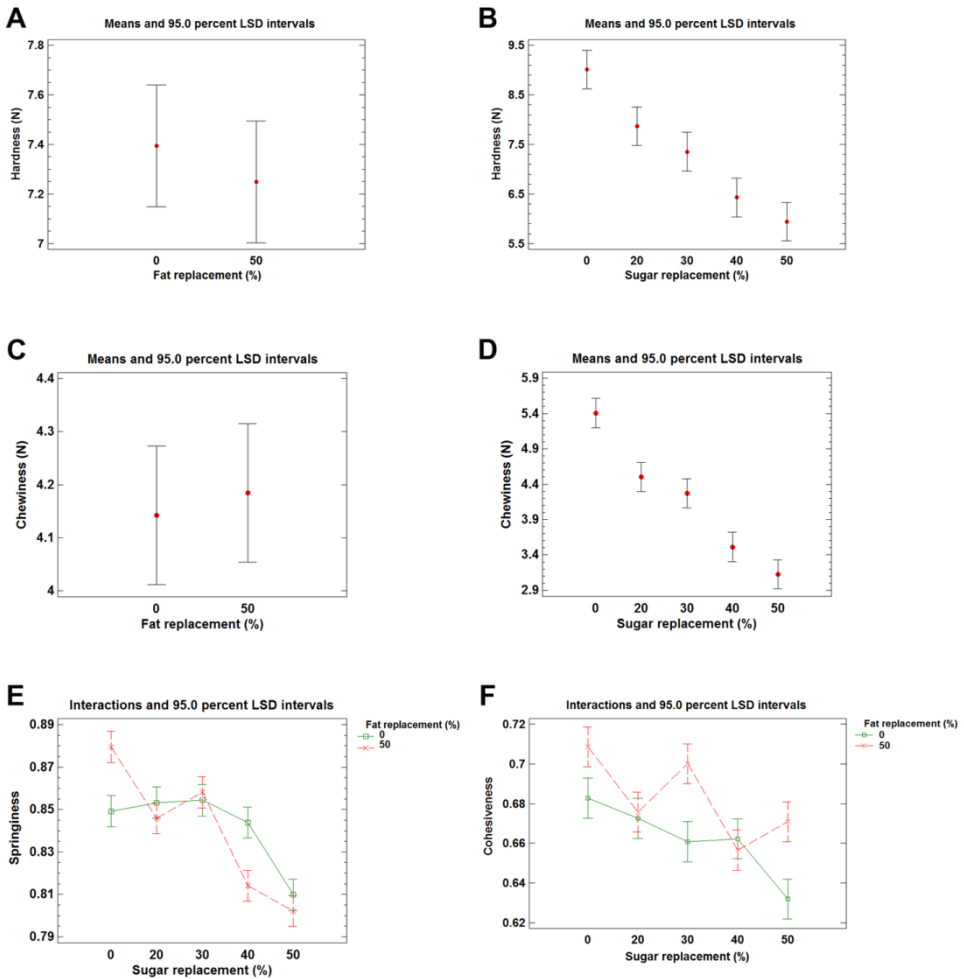 A
Means and 95.0 percent LSD intervals
Hardness (N)
7.8
7.6
7.4
7.2
7
0 50
Fat replacement (%)
B
Means and 95.0 percent LSD intervals
Hardness (N)
9.5
8.5
7.5
6.5
5.5
0 20 30 40 50
Sugar replacement (%)
C
Means and 95.0 percent LSD intervals
Chewiness (N)
4.4
4.3
4.2
4.1
4
0 50
Fat replacement (%)
D
Means and 95.0 percent LSD intervals
Chewiness (N)
5.9
5.4
4.9
4.4
3.9
3.4
2.9
0 20 30 40 50
Sugar replacement (%)
E
Interactions and 95.0 percent LSD intervals
Springiness
0.89
0.87
0.85
0.83
0.81
0.79
0 20 30 40 50
Sugar replacement (%)
Fat replacement (%)
0
50
F
Interactions and 95.0 percent LSD intervals
Cohesiveness
0.72
0.7
0.68
0.66
0.64
0.62
0 20 30 40 50
Sugar replacement (%)
Fat replacement (%)
0
50